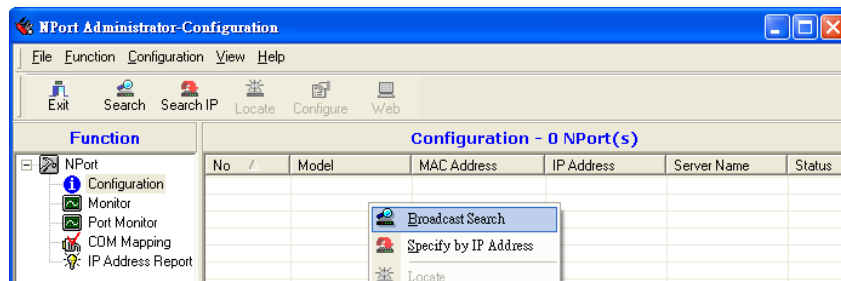 NPort Administrator-Configuration
File Function Configuration View Help
Exit Search Search IP Locate Configure Web
Function
Configuration - 0 NPort(s)
NPort
Configuration
Monitor
Port Monitor
COM Mapping
IP Address Report
No Model MAC Address IP Address Server Name Status
Broadcast Search
Specify by IP Address
Locate